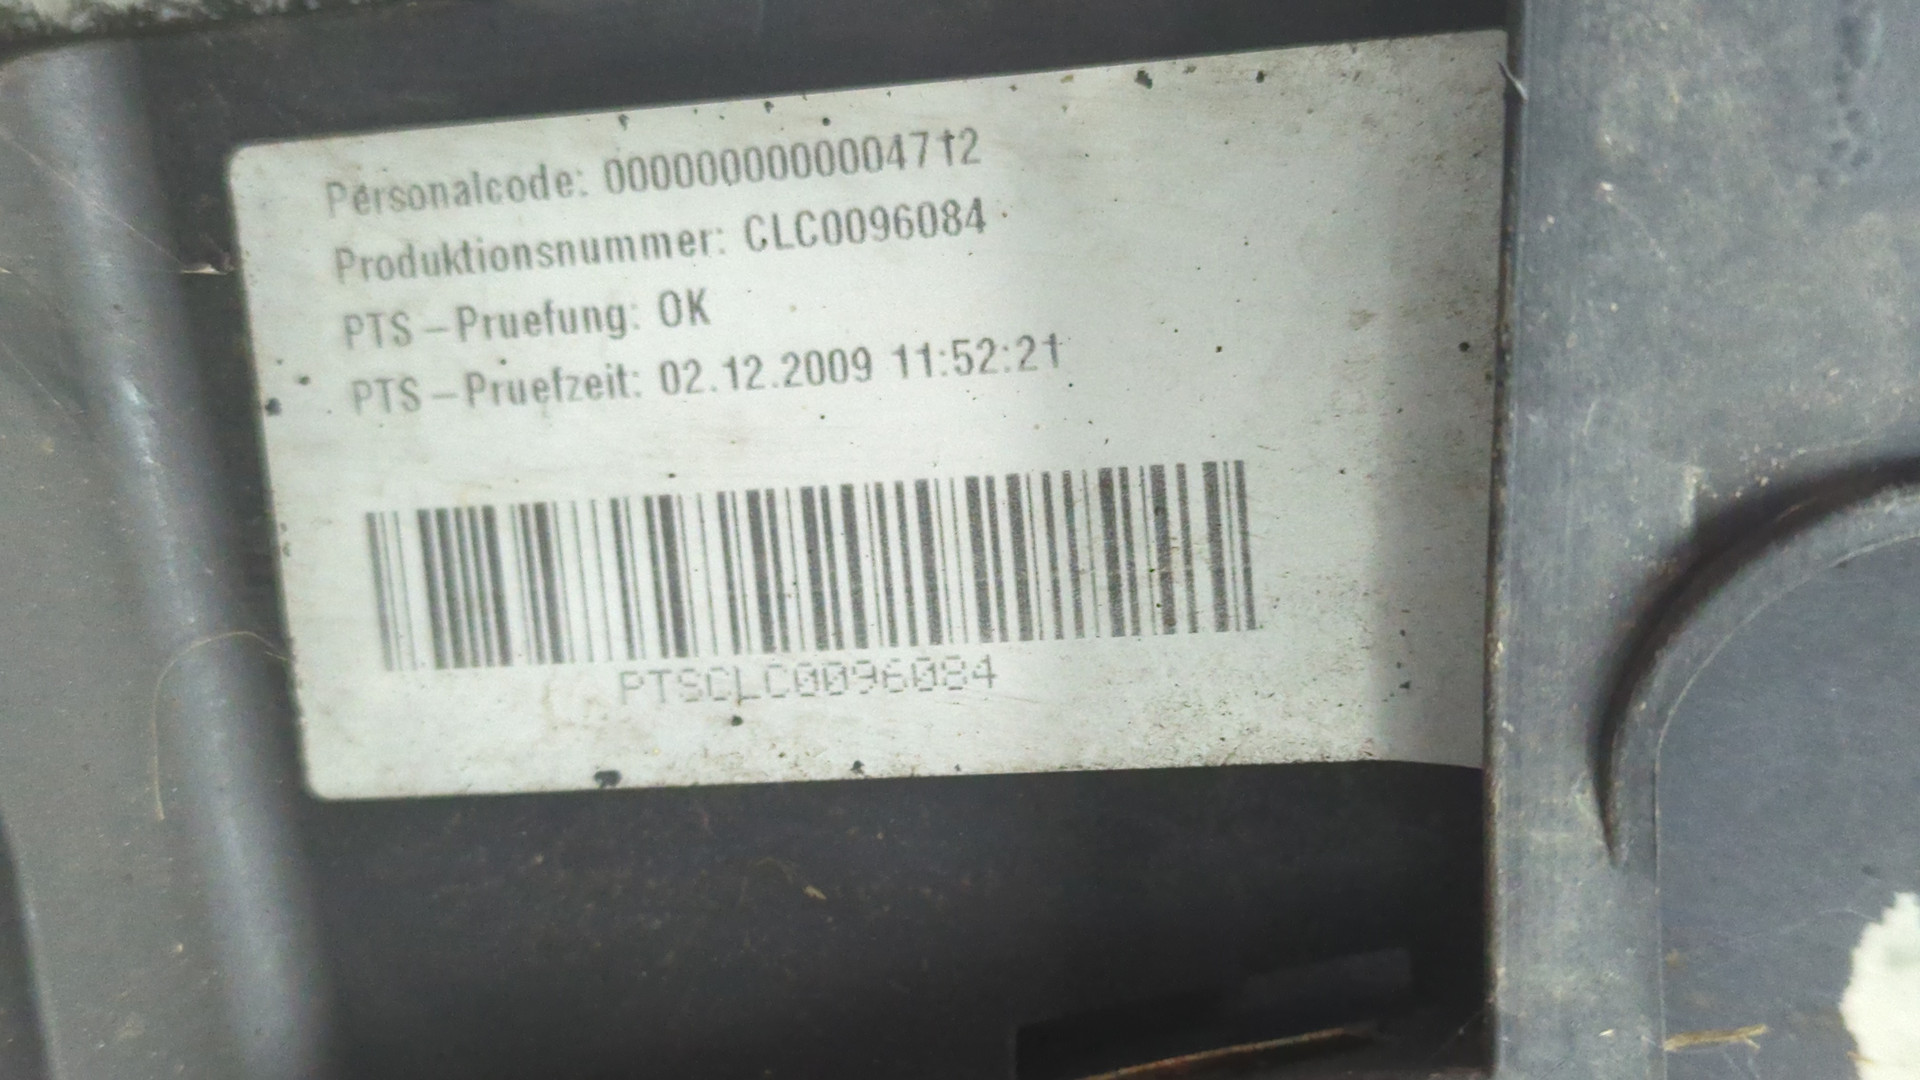 Personalcode: 0000000000004712
Produktionsnummer: CLC0096084
PTS-Pruefung: OK
PTS-Pruefzeit: 02.12.2009 11:52:21
PTSCLC0096084